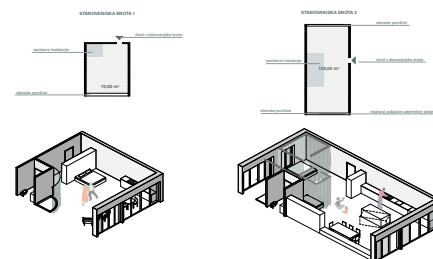 STANOVANJSKA ENOTA 1
vhod v stanovanjsko enoto
sanitarne instalacije
70,00 m²
okenske površine
STANOVANJSKA ENOTA 2
okenske površine
sanitarne instalacije
vhod v stanovanjsko enoto
120,00 m²
okenske površine